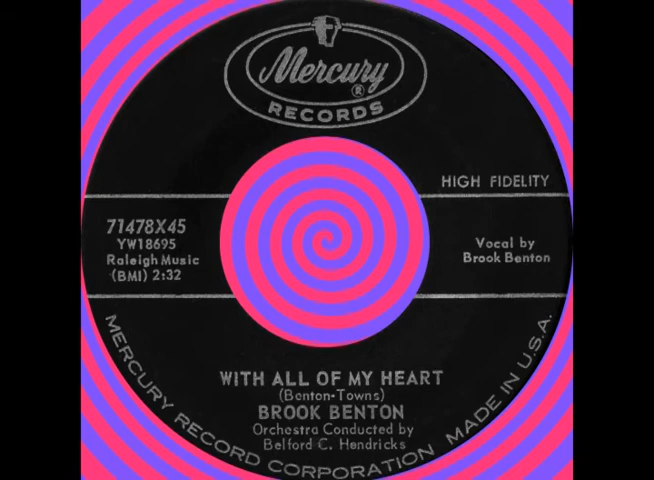 Mercury
®
RECORDS
HIGH FIDELITY
71478X45
YW18695
Raleigh Music
(BMI) 2:32
Vocal by
Brook Benton
WITH ALL OF MY HEART
(Benton-Towns)
BROOK BENTON
Orchestra Conducted by
Belford C. Hendricks
MERCURY RECORD CORPORATION MADE IN U.S.A.